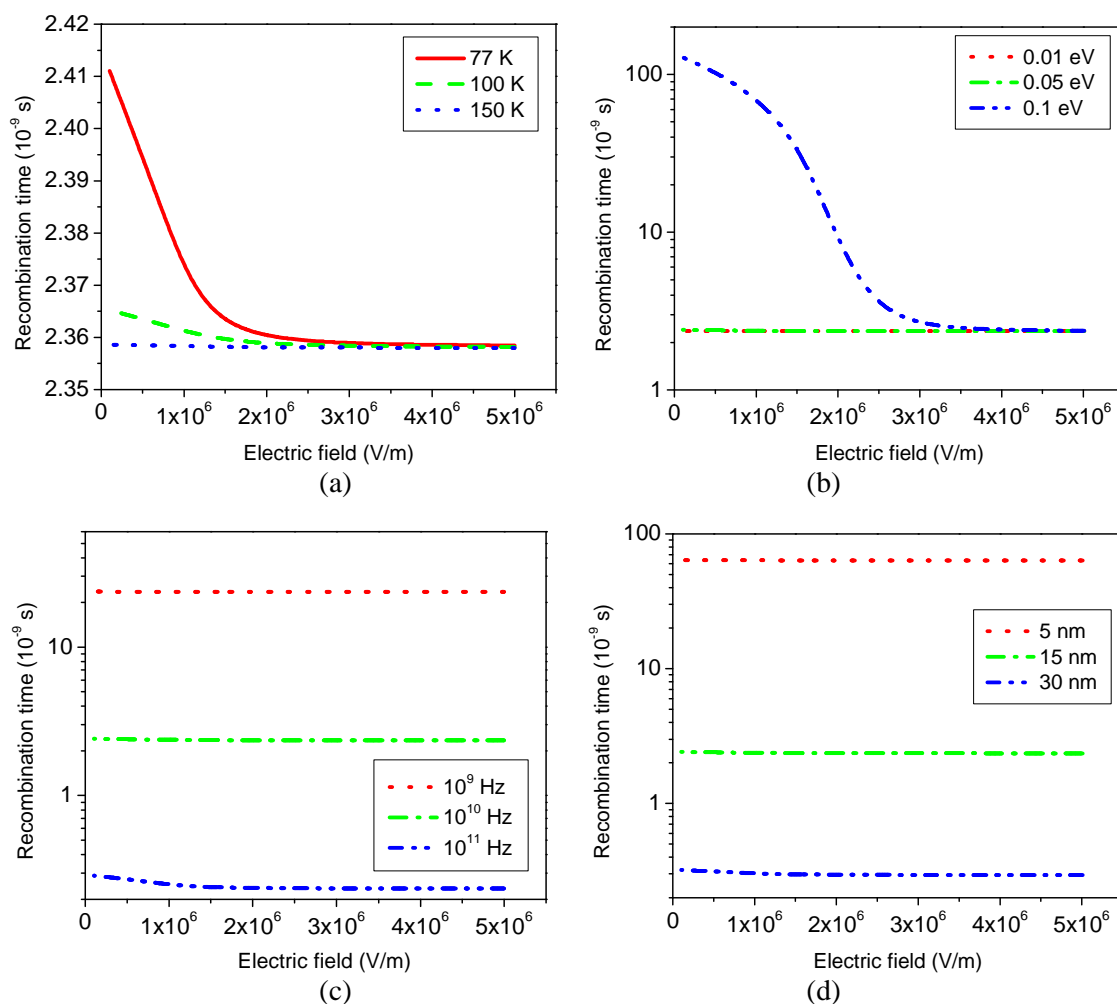 2.42
2.41
2.40
2.39
2.38
2.37
2.36
2.35
Recombination time (10⁻⁹ s)
77 K
100 K
150 K
0 1x10⁶ 2x10⁶ 3x10⁶ 4x10⁶ 5x10⁶
Electric field (V/m)
(a)
100
10
1
Recombination time (10⁻⁹ s)
0.01 eV
0.05 eV
0.1 eV
0 1x10⁶ 2x10⁶ 3x10⁶ 4x10⁶ 5x10⁶
Electric field (V/m)
(b)
10
1
Recombination time (10⁻⁹ s)
10⁹ Hz
10¹⁰ Hz
10¹¹ Hz
0 1x10⁶ 2x10⁶ 3x10⁶ 4x10⁶ 5x10⁶
Electric field (V/m)
(c)
100
10
1
Recombination time (10⁻⁹ s)
5 nm
15 nm
30 nm
0 1x10⁶ 2x10⁶ 3x10⁶ 4x10⁶ 5x10⁶
Electric field (V/m)
(d)